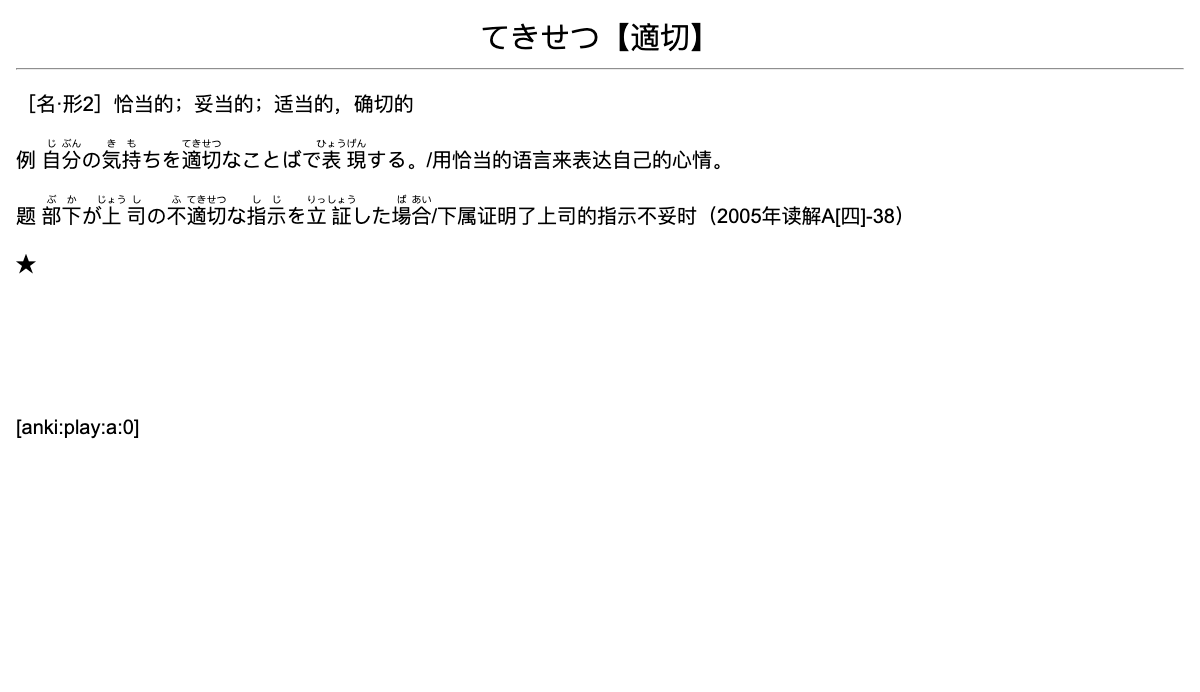 てきせつ【適切】
［名·形2］恰当的；妥当的；适当的，确切的
じ ぶん き も てきせつ ひょうげん
例 自分の気持ちを適切なことばで表現する。/用恰当的语言来表达自己的心情。
ぶ か じょう し ふ てきせつ し じ りっしょう ば あい
题 部下が上司の不適切な指示を立証した場合/下属证明了上司的指示不妥时（2005年读解A[四]-38）
★
[anki:play:a:0]